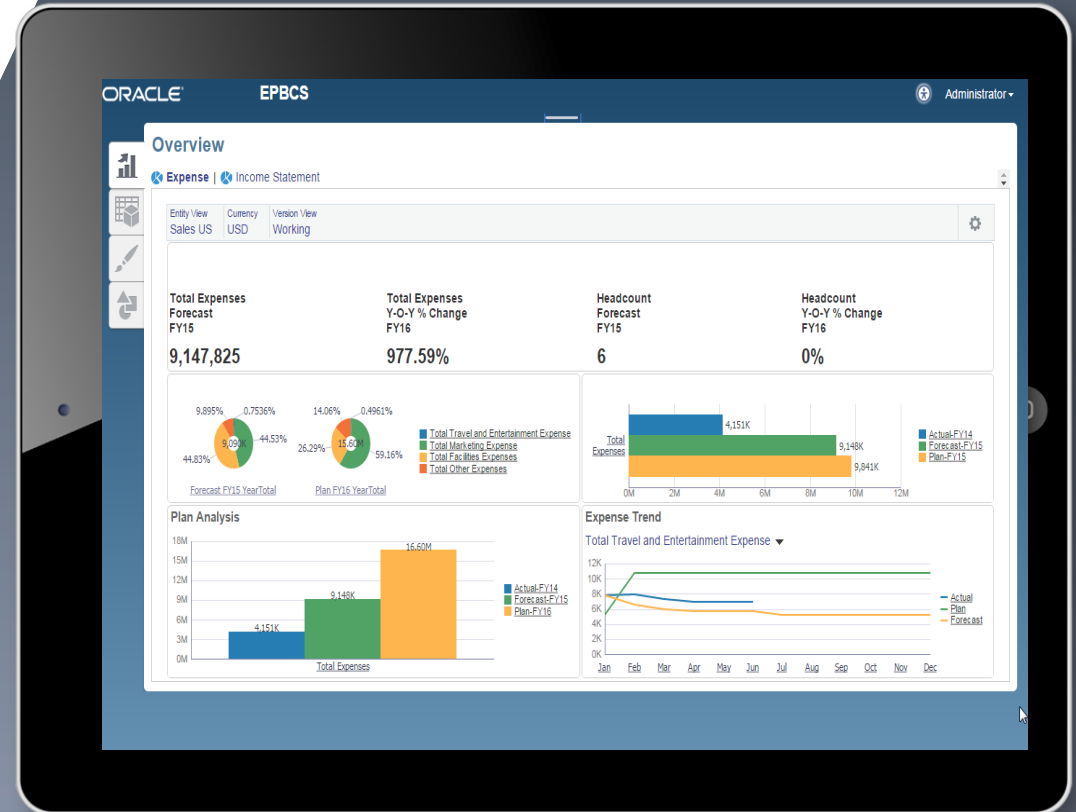 ORACLE
EPBCS
Administrator
Overview
Expense | Income Statement
Entity View Currency Version View
Sales US USD Working
Total Expenses
Forecast
FY15
9,147,825
Total Expenses
Y-O-Y % Change
FY16
977.59%
Headcount
Forecast
FY15
6
Headcount
Y-O-Y % Change
FY16
0%
9.895% 0.7536%
9,090K
44.53%
44.83%
Forecast FY15 YearTotal
14.06% 0.4961%
15.60M
26.29%
59.16%
Plan FY16 YearTotal
Total Travel and Entertainment Expense
Total Marketing Expense
Total Facilities Expenses
Total Other Expenses
Total
Expenses
4,151K
9,148K
9,841K
0M 2M 4M 6M 8M 10M 12M
Actual-FY14
Forecast-FY15
Plan-FY15
Plan Analysis
18M
15M
12M
9M
6M
3M
0M
4,151K
9,148K
16.60M
Total Expenses
Actual-FY14
Forecast-FY15
Plan-FY16
Expense Trend
Total Travel and Entertainment Expense
12K
10K
8K
6K
4K
2K
0K
Jan Feb Mar Apr May Jun Jul Aug Sep Oct Nov Dec
Actual
Plan
Forecast